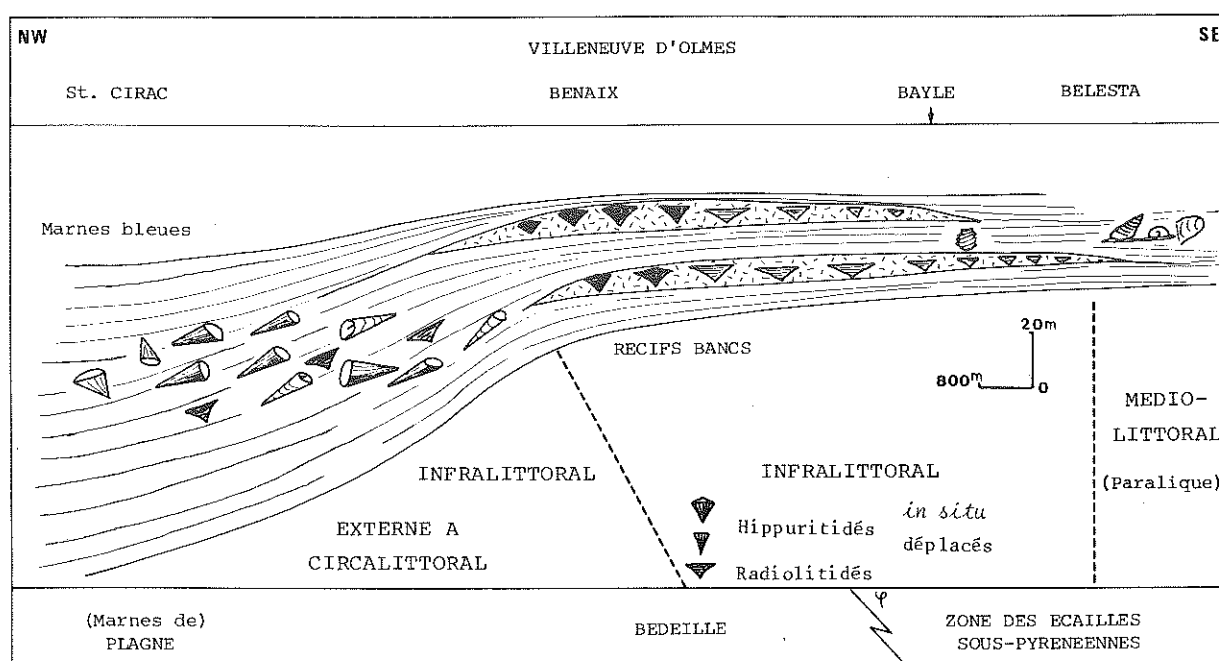 NW
SE
VILLENEUVE D'OLMES
St. CIRAC
BENAIX
BAYLE
BELESTA
Marnes bleues
RECIFS BANCS
20m
800m
0
MEDIO-
LITTORAL
(Paralique)
INFRALITTORAL
EXTERNE A
CIRCALITTORAL
INFRALITTORAL
Hippuritidés
in situ
déplacés
Radiolitidés
(Marnes de)
PLAGNE
BEDEILLE
φ
ZONE DES ECAILLES
SOUS-PYRENEENNES